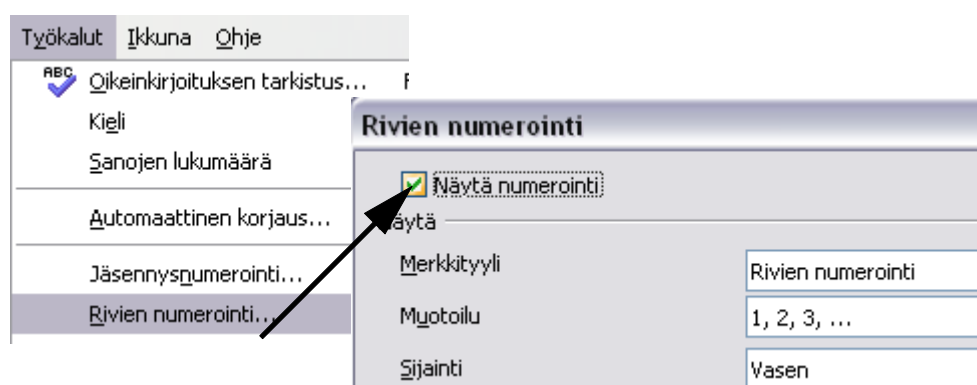 Työkalut Ikkuna Ohje
ABC Oikeinkirjoituksen tarkistus...
Kieli
Sanojen lukumäärä
Automaattinen korjaus...
Jäsennysnumerointi...
Rivien numerointi...
Rivien numerointi
Näytä numerointi
Merkkityyli Rivien numerointi
Muotoilu 1, 2, 3, ...
Sijainti Vasen